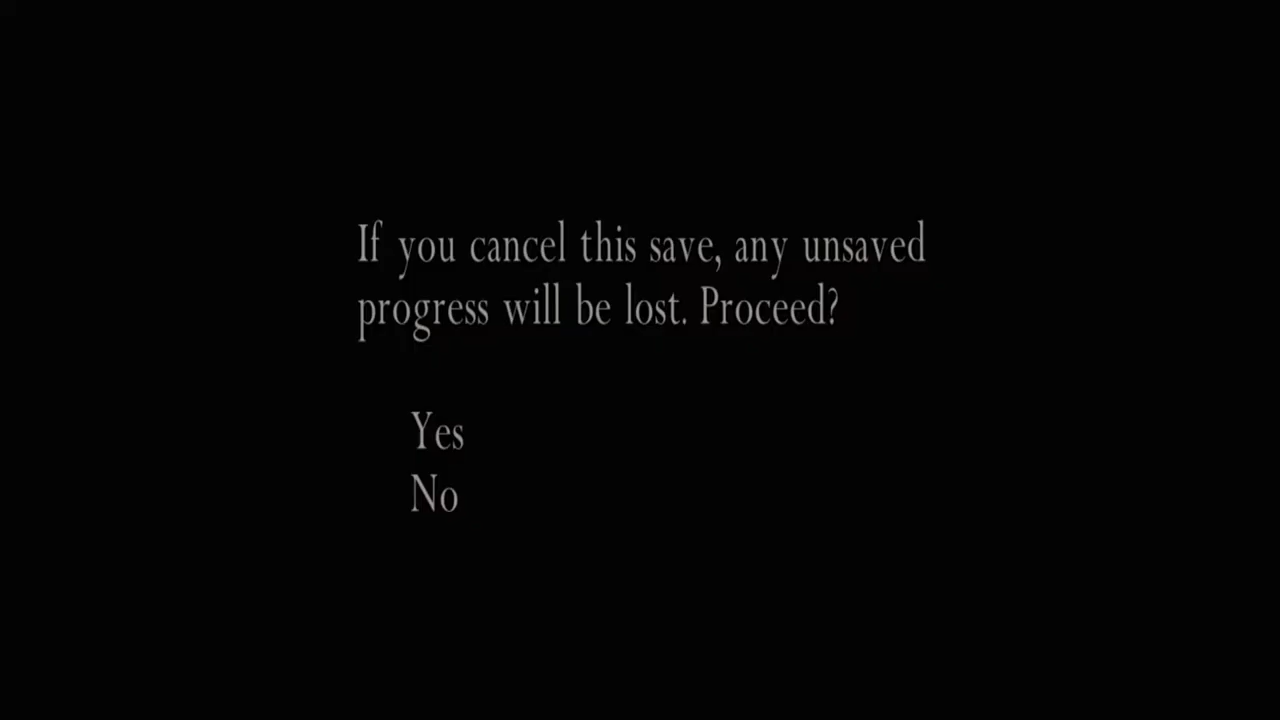 If you cancel this save, any unsaved
progress will be lost. Proceed?
Yes
No